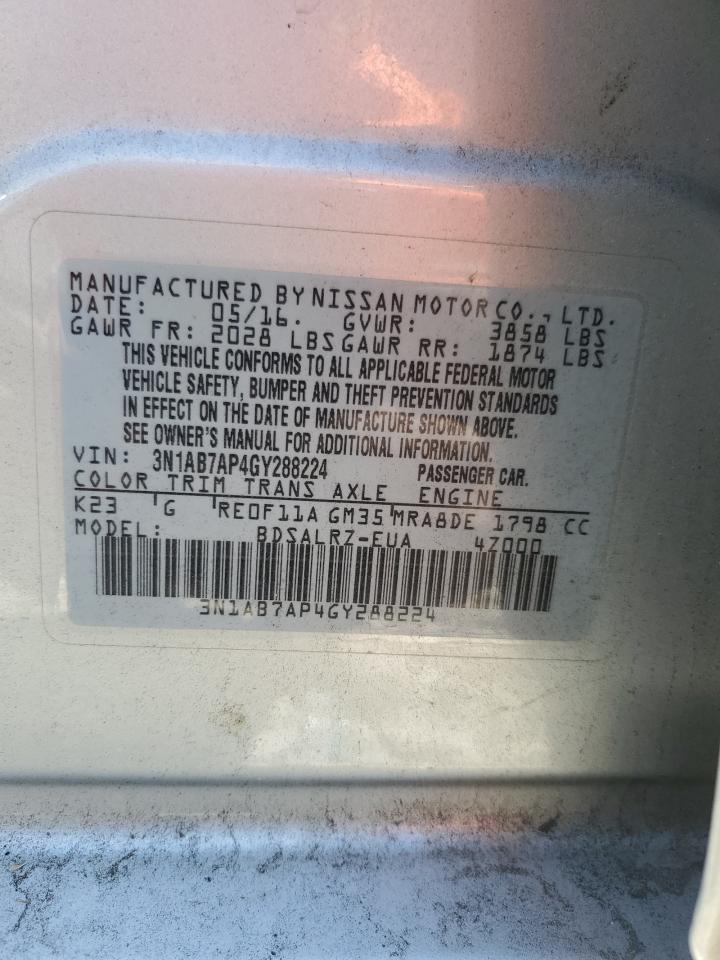 MANUFACTURED BY NISSAN MOTOR CO., LTD.
DATE: 05/16. GVWR: 3858 LBS
GAWR FR: 2028 LBS GAWR RR: 1874 LBS
THIS VEHICLE CONFORMS TO ALL APPLICABLE FEDERAL MOTOR
VEHICLE SAFETY, BUMPER AND THEFT PREVENTION STANDARDS
IN EFFECT ON THE DATE OF MANUFACTURE SHOWN ABOVE.
SEE OWNER'S MANUAL FOR ADDITIONAL INFORMATION.
VIN: 3N1AB7AP4GY288224 PASSENGER CAR.
COLOR TRIM TRANS AXLE ENGINE
K23 G RE0F11A GM35 MRA8DE 1798 CC
MODEL: BDSALRZ-EUA 4Z000
3N1AB7AP4GY288224